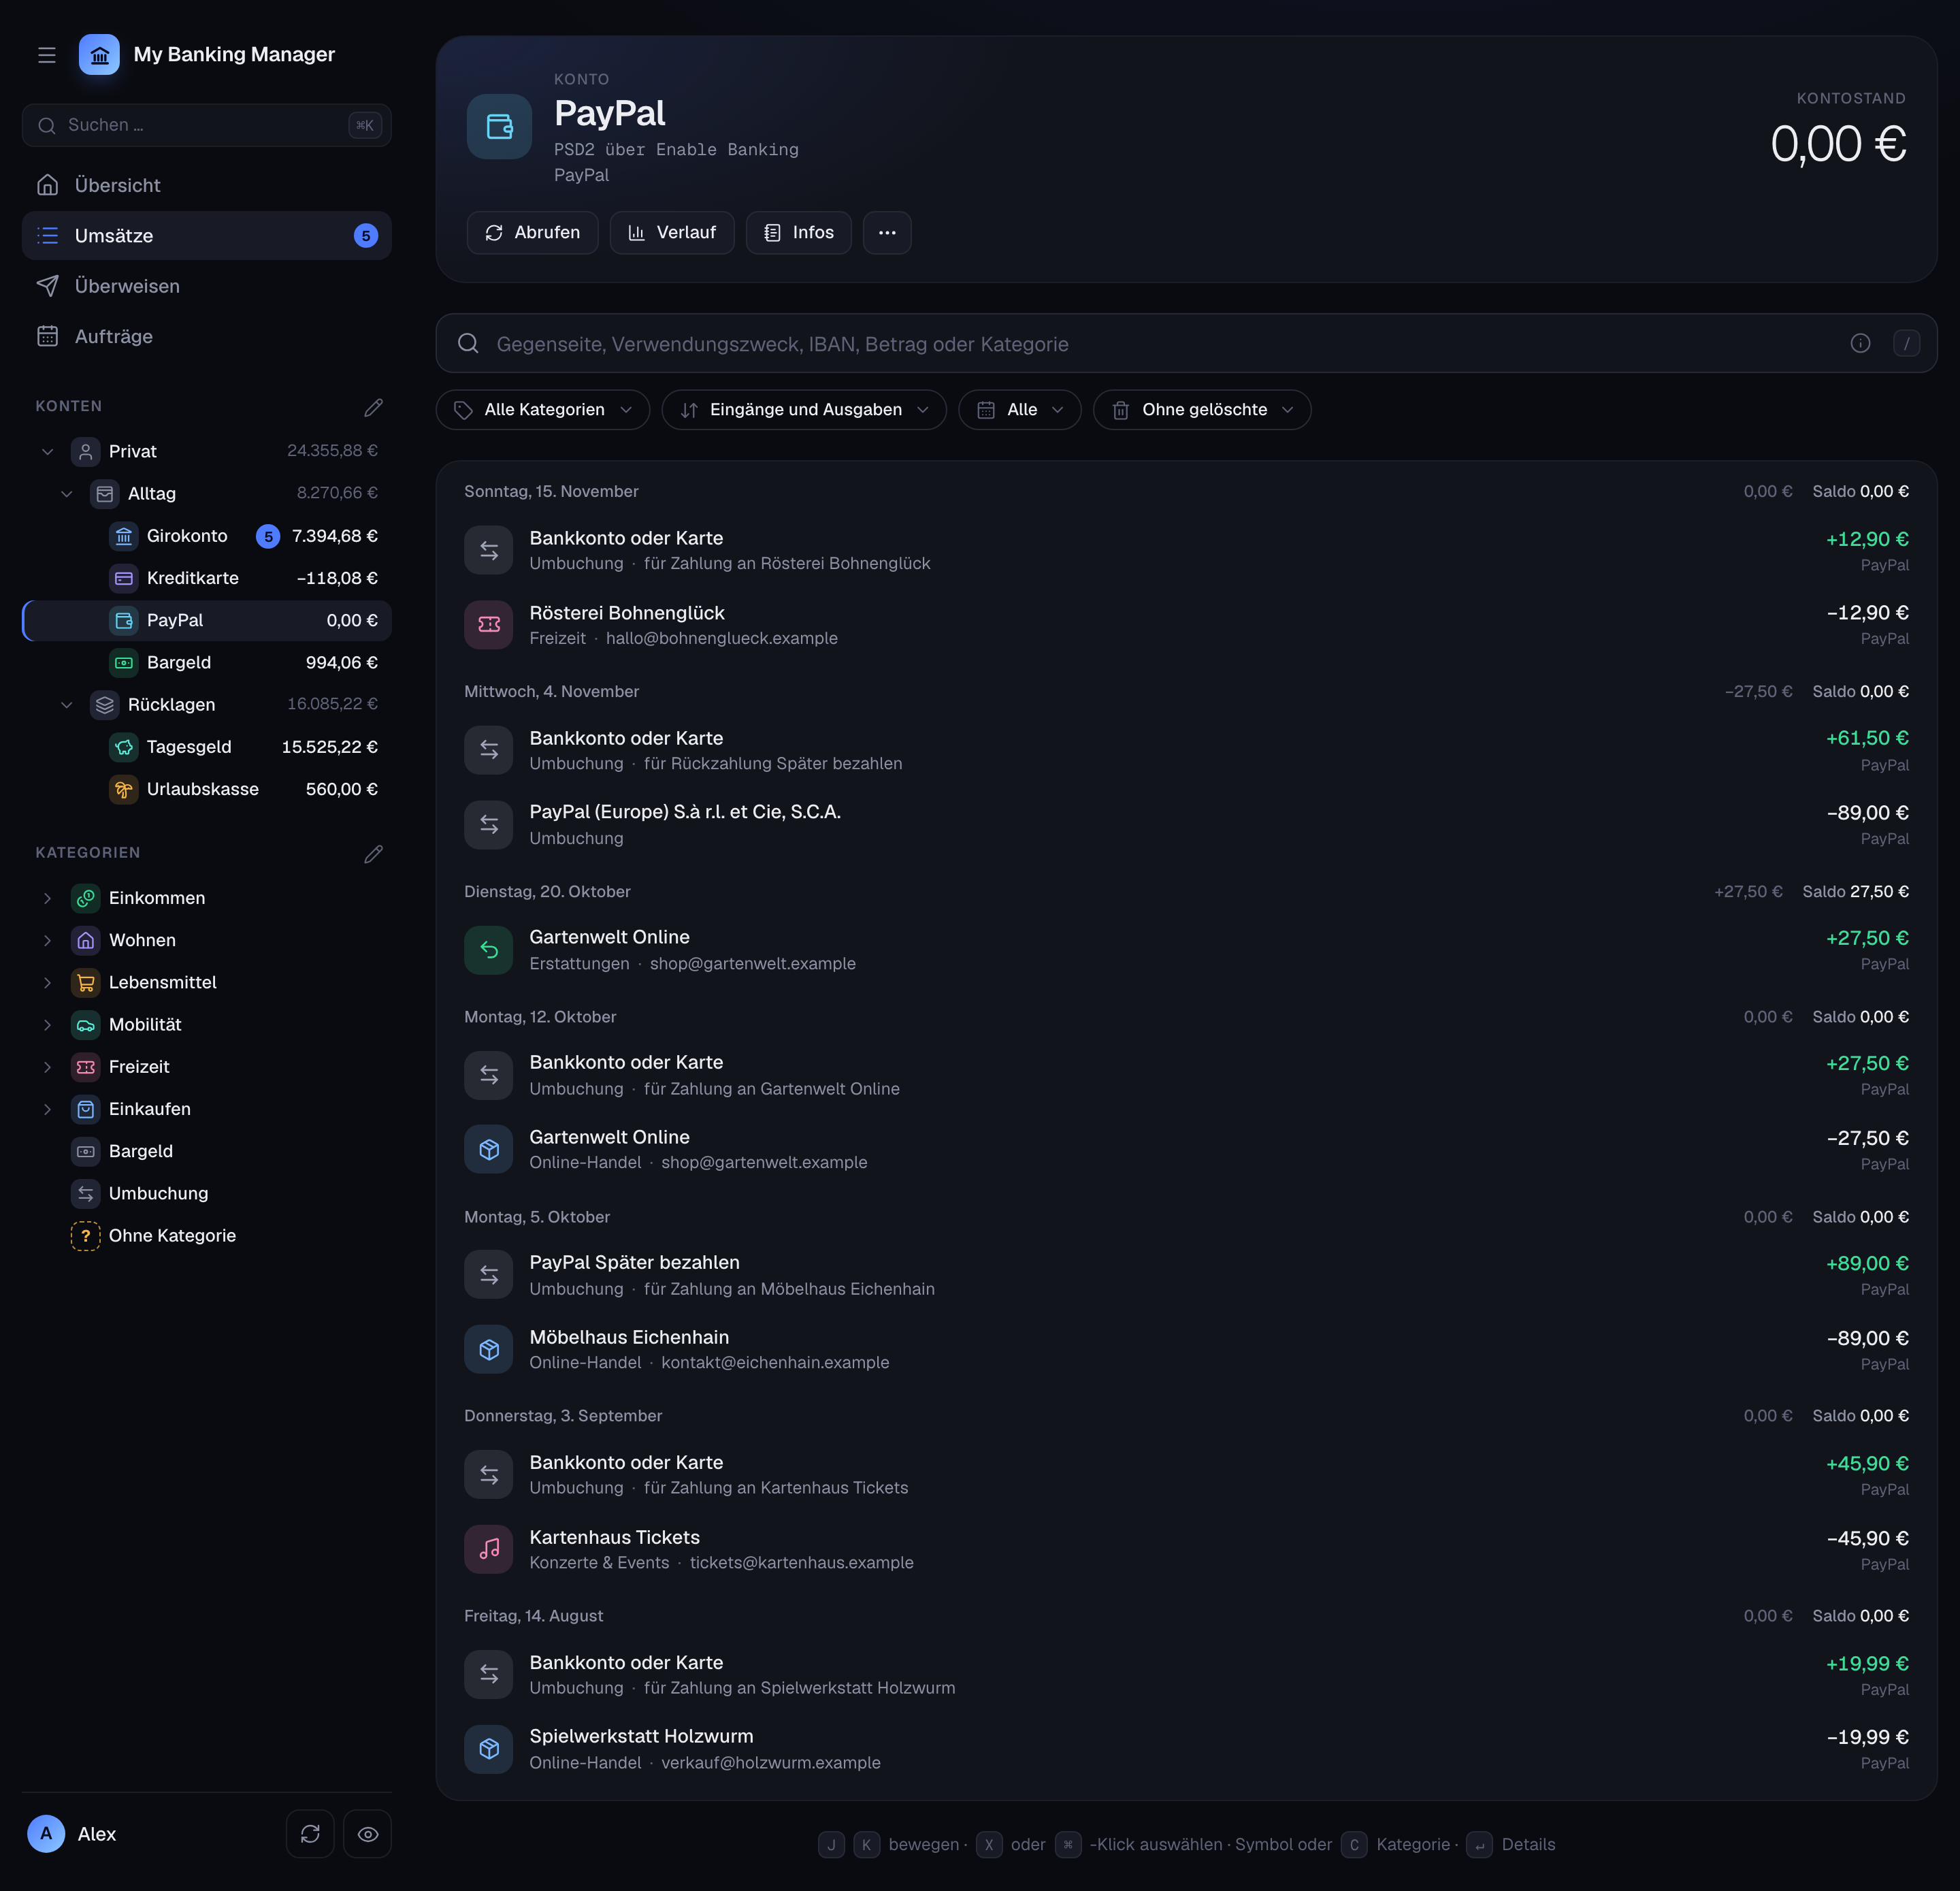 My Banking Manager
Suchen …
⌘K
Übersicht
Umsätze 5
Überweisen
Aufträge
KONTEN
Privat 24.355,88 €
Alltag 8.270,66 €
Girokonto 5 7.394,68 €
Kreditkarte −118,08 €
PayPal 0,00 €
Bargeld 994,06 €
Rücklagen 16.085,22 €
Tagesgeld 15.525,22 €
Urlaubskasse 560,00 €
KATEGORIEN
Einkommen
Wohnen
Lebensmittel
Mobilität
Freizeit
Einkaufen
Bargeld
Umbuchung
? Ohne Kategorie
A Alex
KONTO
PayPal
PSD2 über Enable Banking
PayPal
KONTOSTAND
0,00 €
Abrufen Verlauf Infos
Gegenseite, Verwendungszweck, IBAN, Betrag oder Kategorie /
Alle Kategorien Eingänge und Ausgaben Alle Ohne gelöschte
Sonntag, 15. November 0,00 € Saldo 0,00 €
Bankkonto oder Karte +12,90 €
Umbuchung · für Zahlung an Rösterei Bohnenglück PayPal
Rösterei Bohnenglück −12,90 €
Freizeit · hallo@bohnenglueck.example PayPal
Mittwoch, 4. November −27,50 € Saldo 0,00 €
Bankkonto oder Karte +61,50 €
Umbuchung · für Rückzahlung Später bezahlen PayPal
PayPal (Europe) S.à r.l. et Cie, S.C.A. −89,00 €
Umbuchung PayPal
Dienstag, 20. Oktober +27,50 € Saldo 27,50 €
Gartenwelt Online +27,50 €
Erstattungen · shop@gartenwelt.example PayPal
Montag, 12. Oktober 0,00 € Saldo 0,00 €
Bankkonto oder Karte +27,50 €
Umbuchung · für Zahlung an Gartenwelt Online PayPal
Gartenwelt Online −27,50 €
Online-Handel · shop@gartenwelt.example PayPal
Montag, 5. Oktober 0,00 € Saldo 0,00 €
PayPal Später bezahlen +89,00 €
Umbuchung · für Zahlung an Möbelhaus Eichenhain PayPal
Möbelhaus Eichenhain −89,00 €
Online-Handel · kontakt@eichenhain.example PayPal
Donnerstag, 3. September 0,00 € Saldo 0,00 €
Bankkonto oder Karte +45,90 €
Umbuchung · für Zahlung an Kartenhaus Tickets PayPal
Kartenhaus Tickets −45,90 €
Konzerte & Events · tickets@kartenhaus.example PayPal
Freitag, 14. August 0,00 € Saldo 0,00 €
Bankkonto oder Karte +19,99 €
Umbuchung · für Zahlung an Spielwerkstatt Holzwurm PayPal
Spielwerkstatt Holzwurm −19,99 €
Online-Handel · verkauf@holzwurm.example PayPal
J K bewegen · X oder ⌘ -Klick auswählen · Symbol oder C Kategorie · ↵ Details